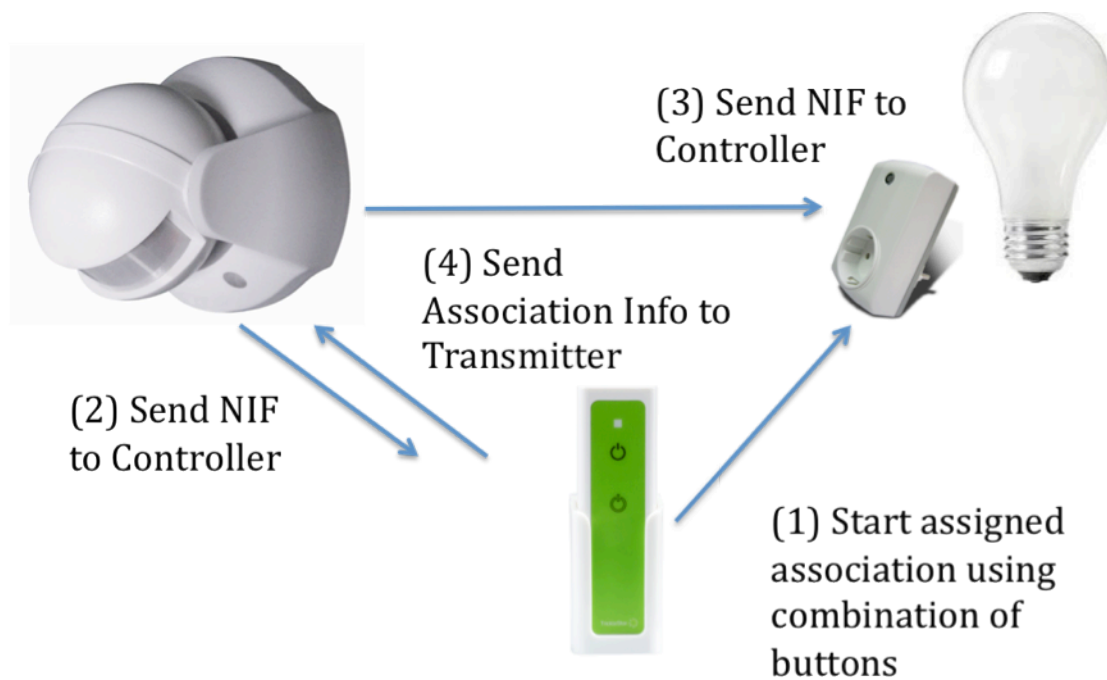 (3) Send NIF to
Controller
(4) Send
Association Info to
Transmitter
(2) Send NIF
to Controller
(1) Start assigned
association using
combination of
buttons